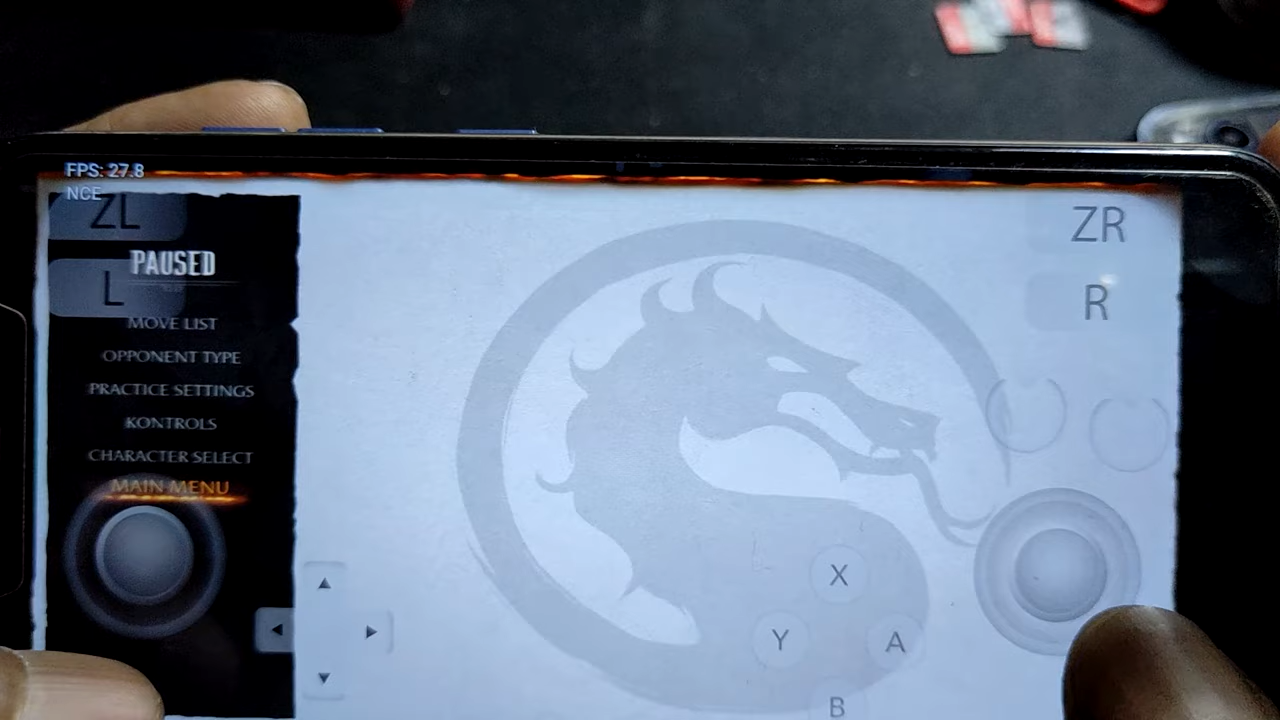 FPS: 27.8
NCE
ZL
ZR
PAUSED
L
R
MOVE LIST
OPPONENT TYPE
PRACTICE SETTINGS
KONTROLS
CHARACTER SELECT
MAIN MENU
X
Y
A
B